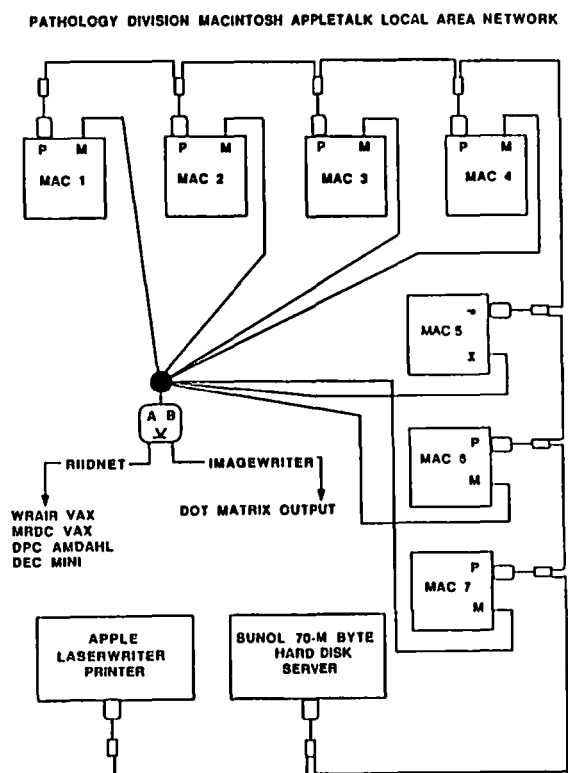 PATHOLOGY DIVISION MACINTOSH APPLETALK LOCAL AREA NETWORK
P M
MAC 1
P M
MAC 2
P M
MAC 3
P M
MAC 4
P
MAC 5
M
P
MAC 6
M
P
MAC 7
M
A B
RIIDNET
IMAGEWRITER
WRAIR VAX
MRDC VAX
DPC AMDAHL
DEC MINI
DOT MATRIX OUTPUT
APPLE
LASERWRITER
PRINTER
SUNOL 70-M BYTE
HARD DISK
SERVER